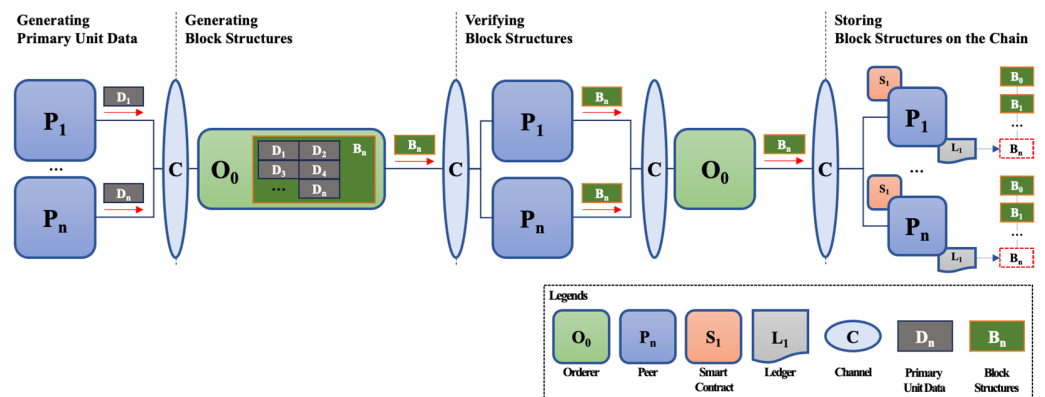 Generating
Primary Unit Data
Generating
Block Structures
Verifying
Block Structures
Storing
Block Structures on the Chain
P1
D1
...
Pn
Dn
C
O0
D1 D2 Bn
D3 D4
... Dn
Bn
C
P1
Bn
Pn
Bn
C
O0
Bn
C
S1
P1
L1
B0
B1
...
Bn
...
S1
Pn
L1
B0
B1
...
Bn
Legends
O0 Pn S1 L1 C Dn Bn
Orderer Peer Smart Contract Ledger Channel Primary Unit Data Block Structures